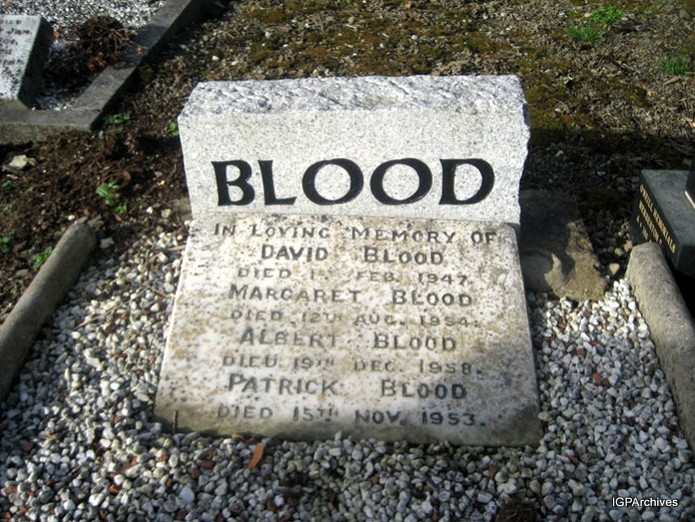 BLOOD
IN LOVING MEMORY OF
DAVID BLOOD
DIED FEB. 1947.
MARGARET BLOOD
DIED 12TH AUG. 1954.
ALBERT BLOOD
DIED 19TH DEC. 1958.
PATRICK BLOOD
DIED 15TH NOV. 1953.
IGPArchives